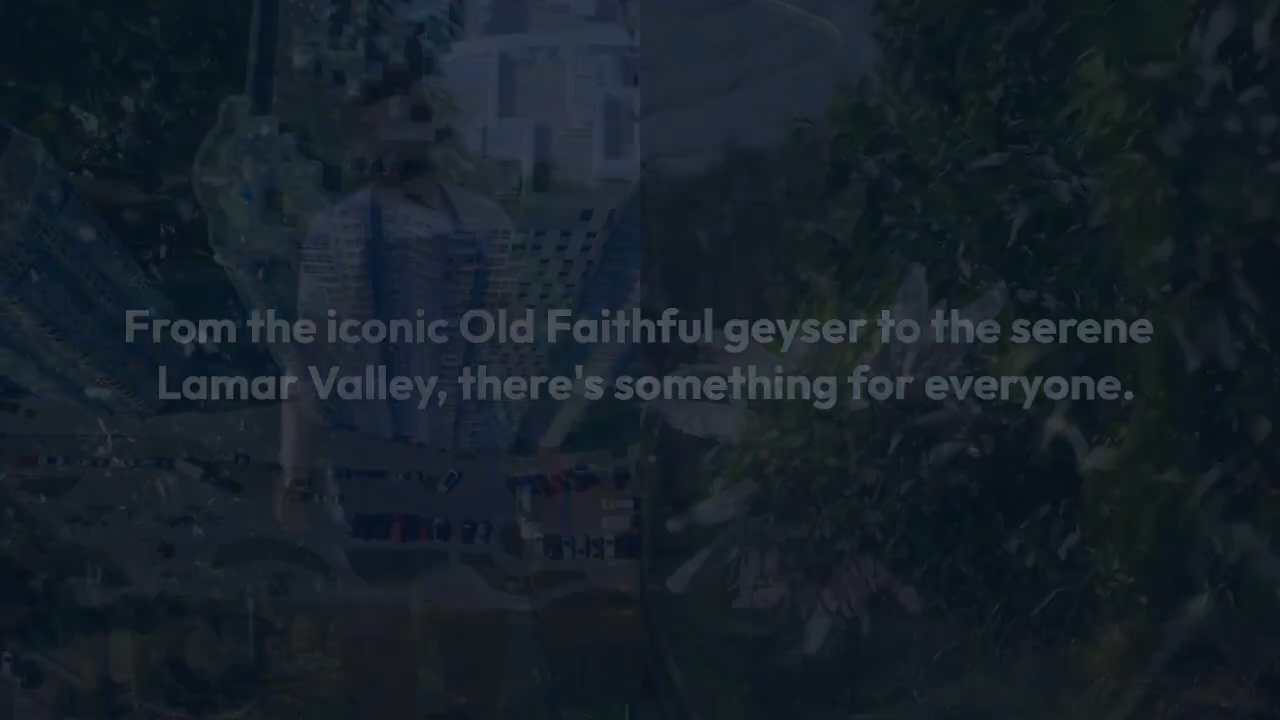 From the iconic Old Faithful geyser to the serene
Lamar Valley, there's something for everyone.